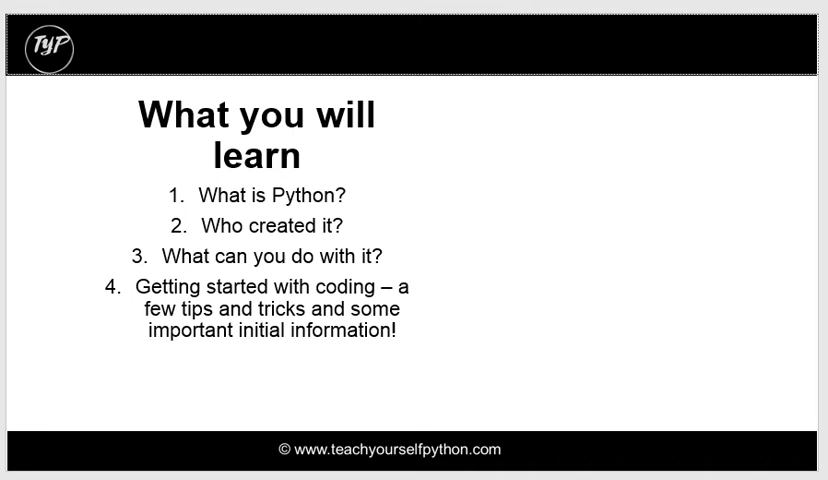 TyP
What you will
learn
1. What is Python?
2. Who created it?
3. What can you do with it?
4. Getting started with coding – a
few tips and tricks and some
important initial information!
© www.teachyourselfpython.com